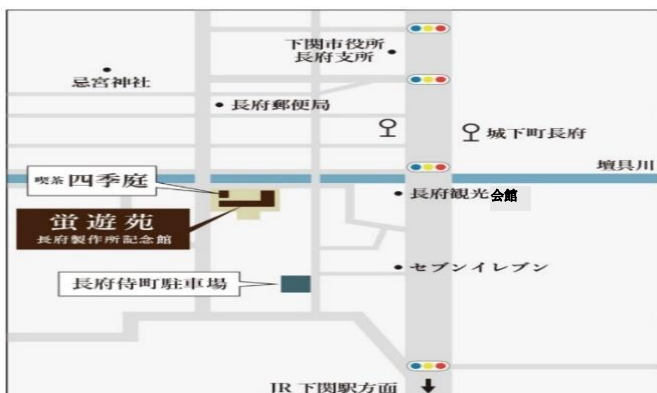 下関市役所
長府支所
忌宮神社
長府郵便局
城下町長府
壇具川
喫茶 四季庭
長府観光会館
蛍遊苑
長府製作所記念館
セブンイレブン
長府侍町駐車場
JR 下関駅方面